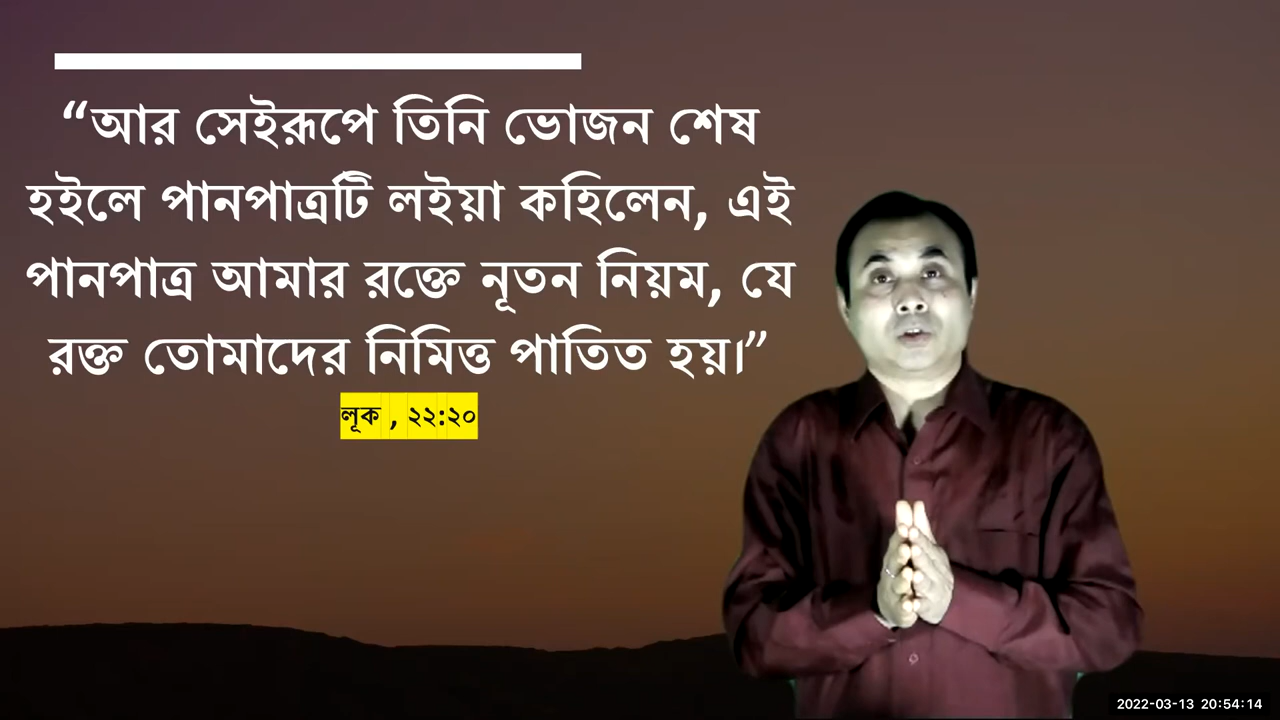 “আর সেইরূপে তিনি ভোজন শেষ
হইলে পানপাত্রটি লইয়া কহিলেন, এই
পানপাত্র আমার রক্তে নূতন নিয়ম, যে
রক্ত তোমাদের নিমিত্ত পাতিত হয়।”
লূক , ২২:২০
2022-03-13 20:54:14